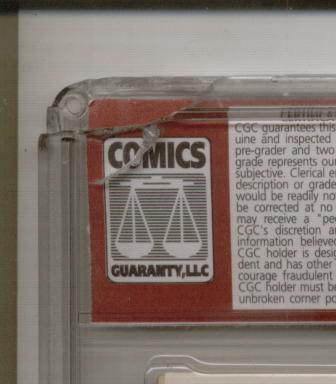 COMICS
GUARANTY, LLC
CGC guarantees this
uine and inspected
pre-grader and two
grade represents ou
subjective. Clerical e
description or grade
would be readily no
be corrected at no
may receive a "pe
CGC's discretion a
information believe
CGC holder is desig
dent and has other
courage fraudulent
CGC holder must be
unbroken corner po